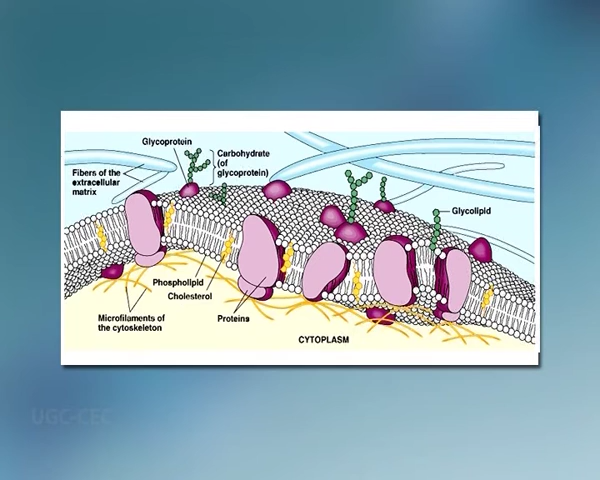 Glycoprotein
Carbohydrate
(of
glycoprotein)
Fibers of the
extracellular
matrix
Glycolipid
Phospholipid
Cholesterol
Microfilaments of
the cytoskeleton
Proteins
CYTOPLASM
UGC-CEC